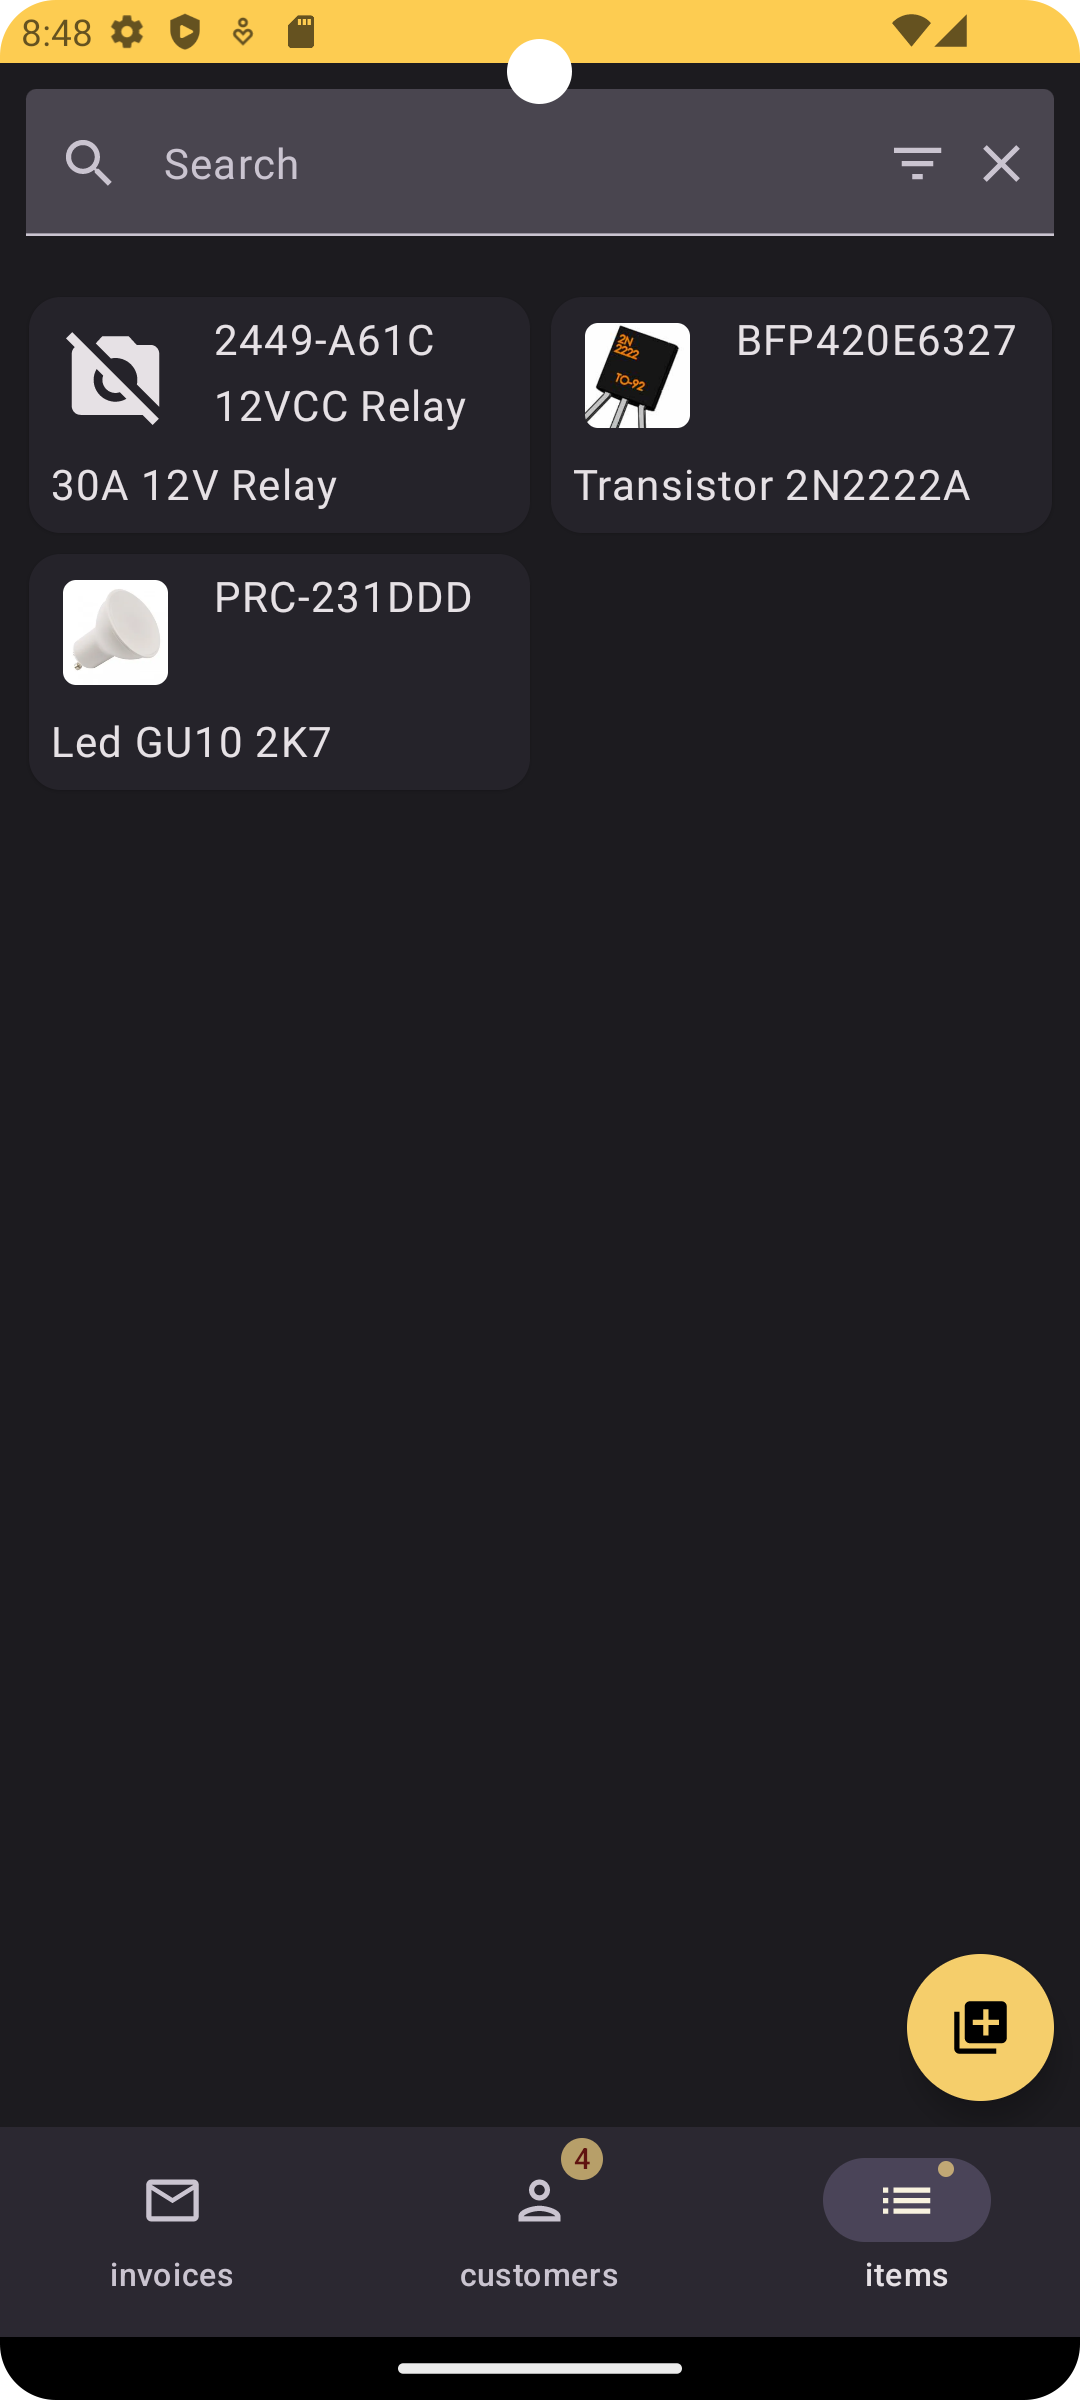 8:48
Search
2449-A61C
12VCC Relay
30A 12V Relay
2N
2222
TO-92
BFP420E6327
Transistor 2N2222A
PRC-231DDD
Led GU10 2K7
4
invoices
customers
items